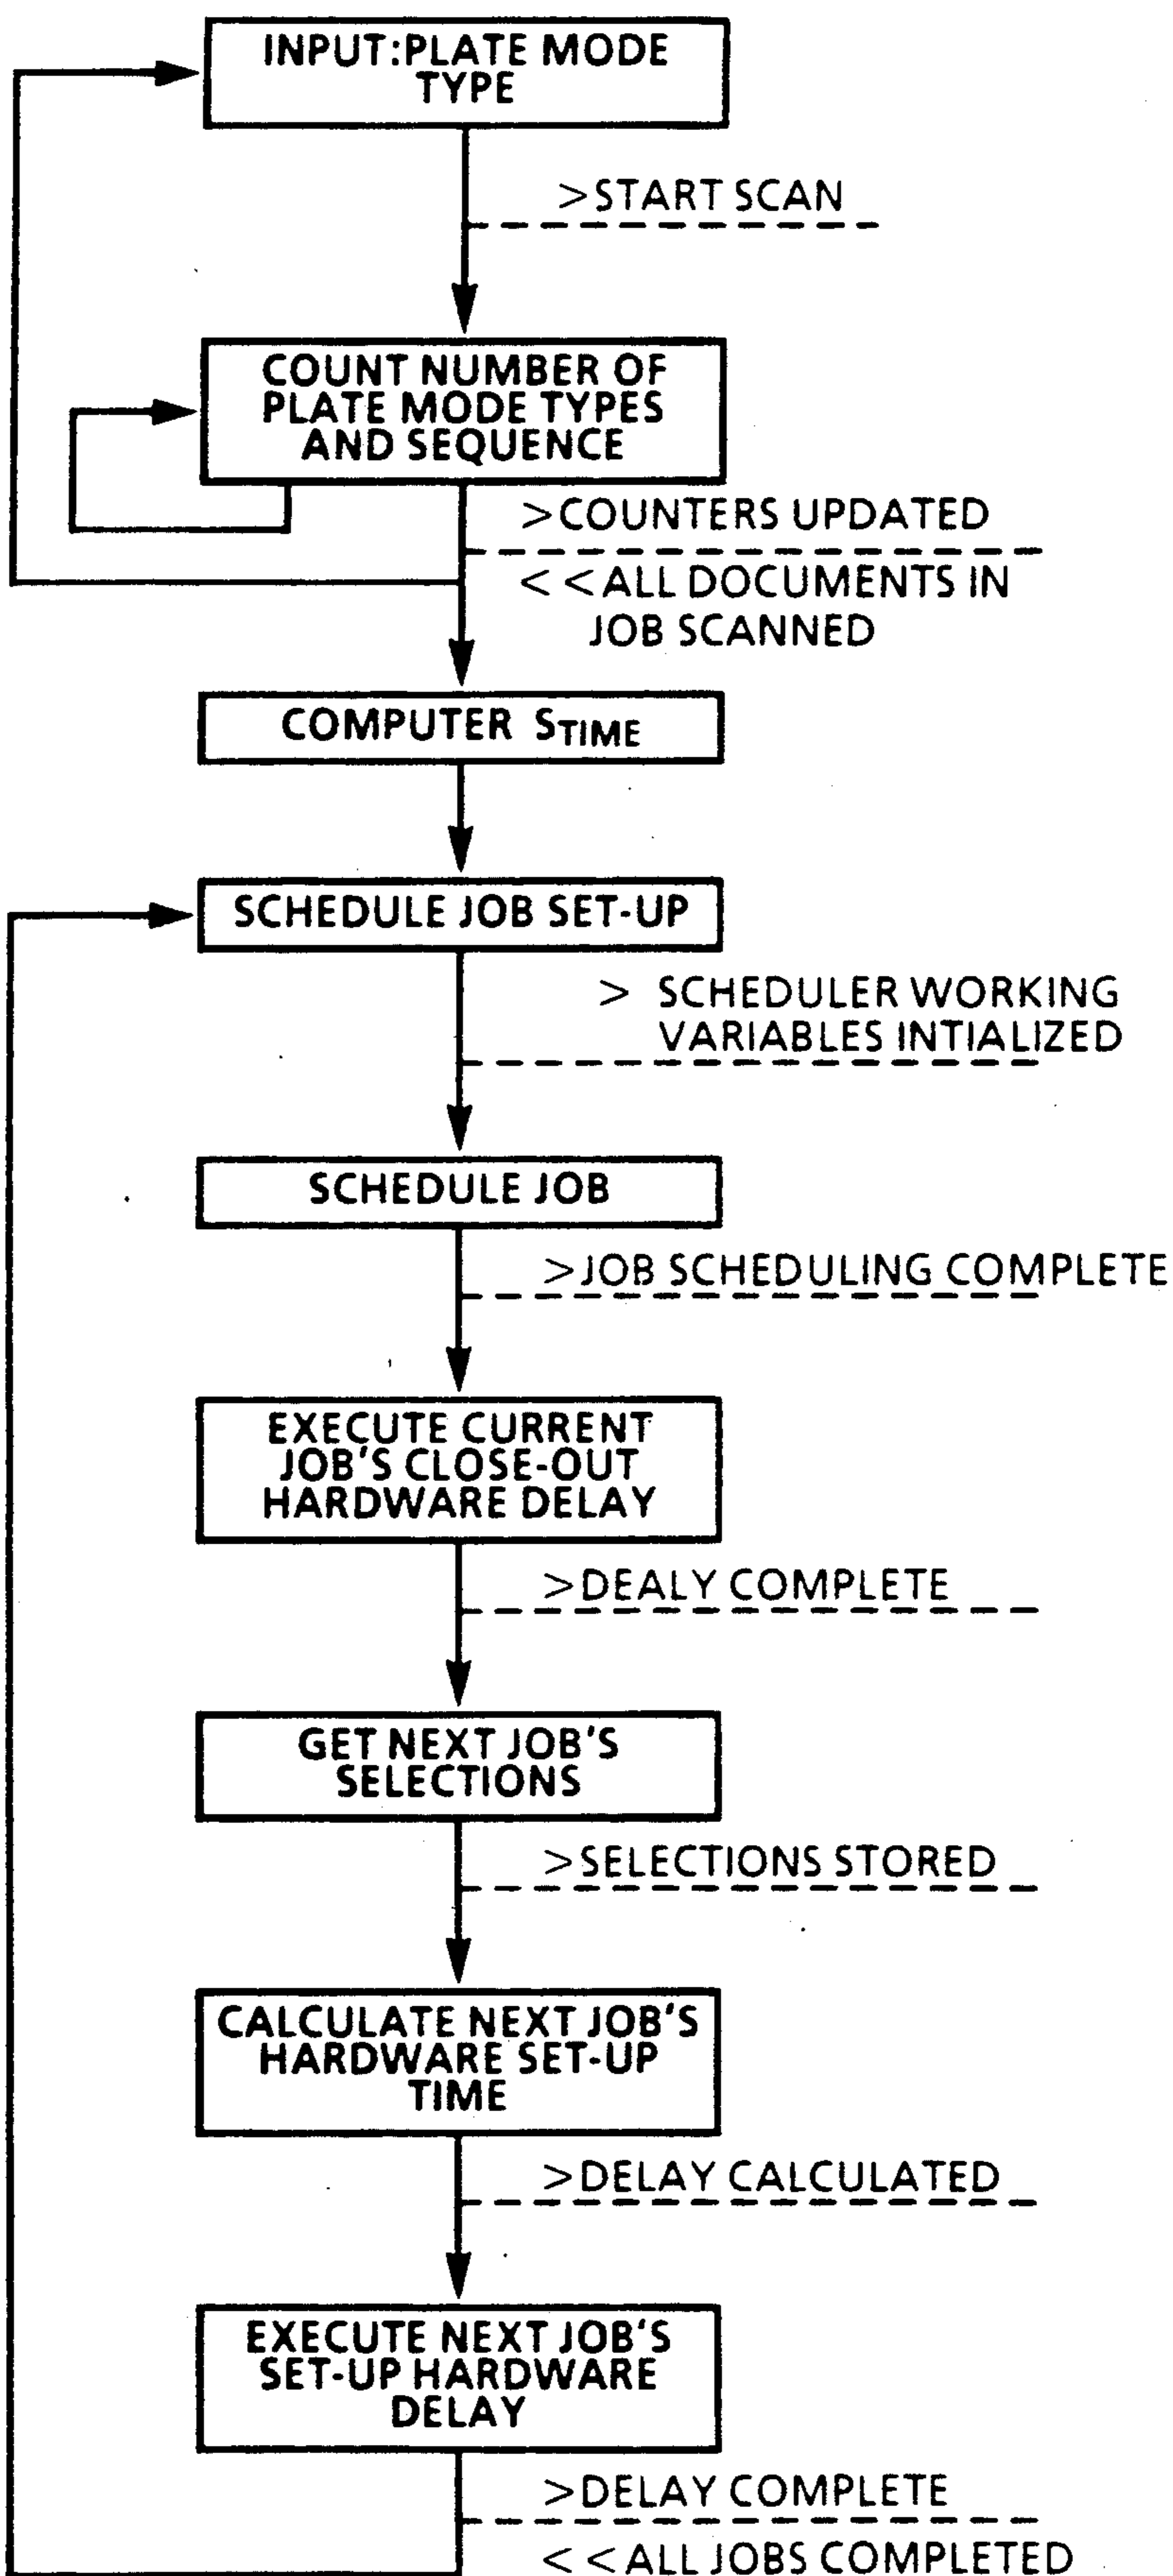 INPUT:PLATE MODE
TYPE
>START SCAN
COUNT NUMBER OF
PLATE MODE TYPES
AND SEQUENCE
>COUNTERS UPDATED
<<ALL DOCUMENTS IN
JOB SCANNED
COMPUTER STIME
SCHEDULE JOB SET-UP
> SCHEDULER WORKING
VARIABLES INTIALIZED
SCHEDULE JOB
>JOB SCHEDULING COMPLETE
EXECUTE CURRENT
JOB'S CLOSE-OUT
HARDWARE DELAY
>DEALY COMPLETE
GET NEXT JOB'S
SELECTIONS
>SELECTIONS STORED
CALCULATE NEXT JOB'S
HARDWARE SET-UP
TIME
>DELAY CALCULATED
EXECUTE NEXT JOB'S
SET-UP HARDWARE
DELAY
>DELAY COMPLETE
<<ALL JOBS COMPLETED